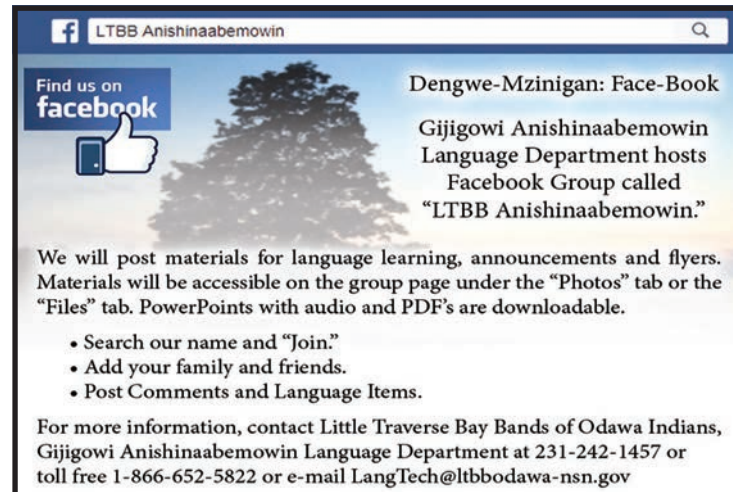 f LTBB Anishinaabemowin
Find us on
facebook
Dengwe-Mzinigan: Face-Book
Gijigowi Anishinaabemowin
Language Department hosts
Facebook Group called
“LTBB Anishinaabemowin.”
We will post materials for language learning, announcements and flyers.
Materials will be accessible on the group page under the “Photos” tab or the
“Files” tab. PowerPoints with audio and PDF’s are downloadable.
• Search our name and “Join.”
• Add your family and friends.
• Post Comments and Language Items.
For more information, contact Little Traverse Bay Bands of Odawa Indians,
Gijigowi Anishinaabemowin Language Department at 231-242-1457 or
toll free 1-866-652-5822 or e-mail LangTech@ltbbodawa-nsn.gov